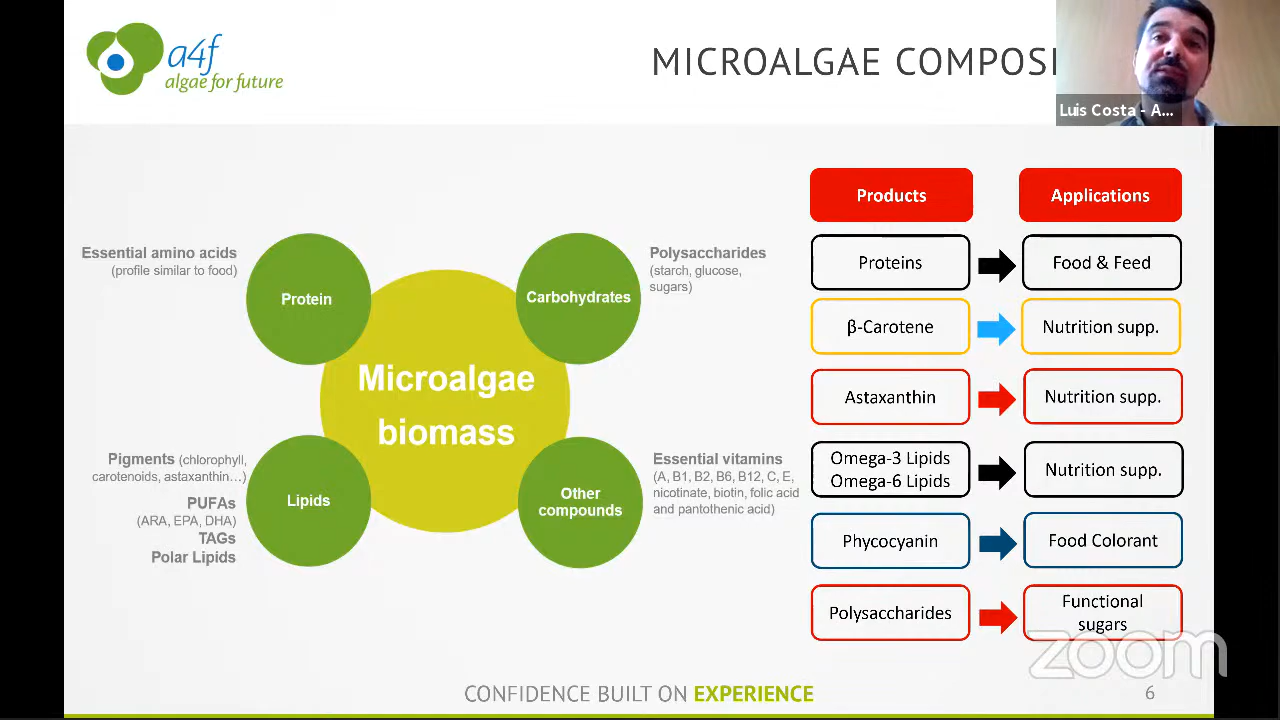 a4f
algae for future
MICROALGAE COMPOSI
Luis Costa - A...
Products
Applications
Essential amino acids
(profile similar to food)
Protein
Carbohydrates
Polysaccharides
(starch, glucose,
sugars)
Microalgae
biomass
Pigments (chlorophyll,
carotenoids, astaxanthin...)
PUFAs
(ARA, EPA, DHA)
TAGs
Polar Lipids
Lipids
Other
compounds
Essential vitamins
(A, B1, B2, B6, B12, C, E,
nicotinate, biotin, folic acid
and pantothenic acid)
Proteins
Food & Feed
β-Carotene
Nutrition supp.
Astaxanthin
Nutrition supp.
Omega-3 Lipids
Omega-6 Lipids
Nutrition supp.
Phycocyanin
Food Colorant
Polysaccharides
Functional
sugars
zoom
CONFIDENCE BUILT ON EXPERIENCE
6